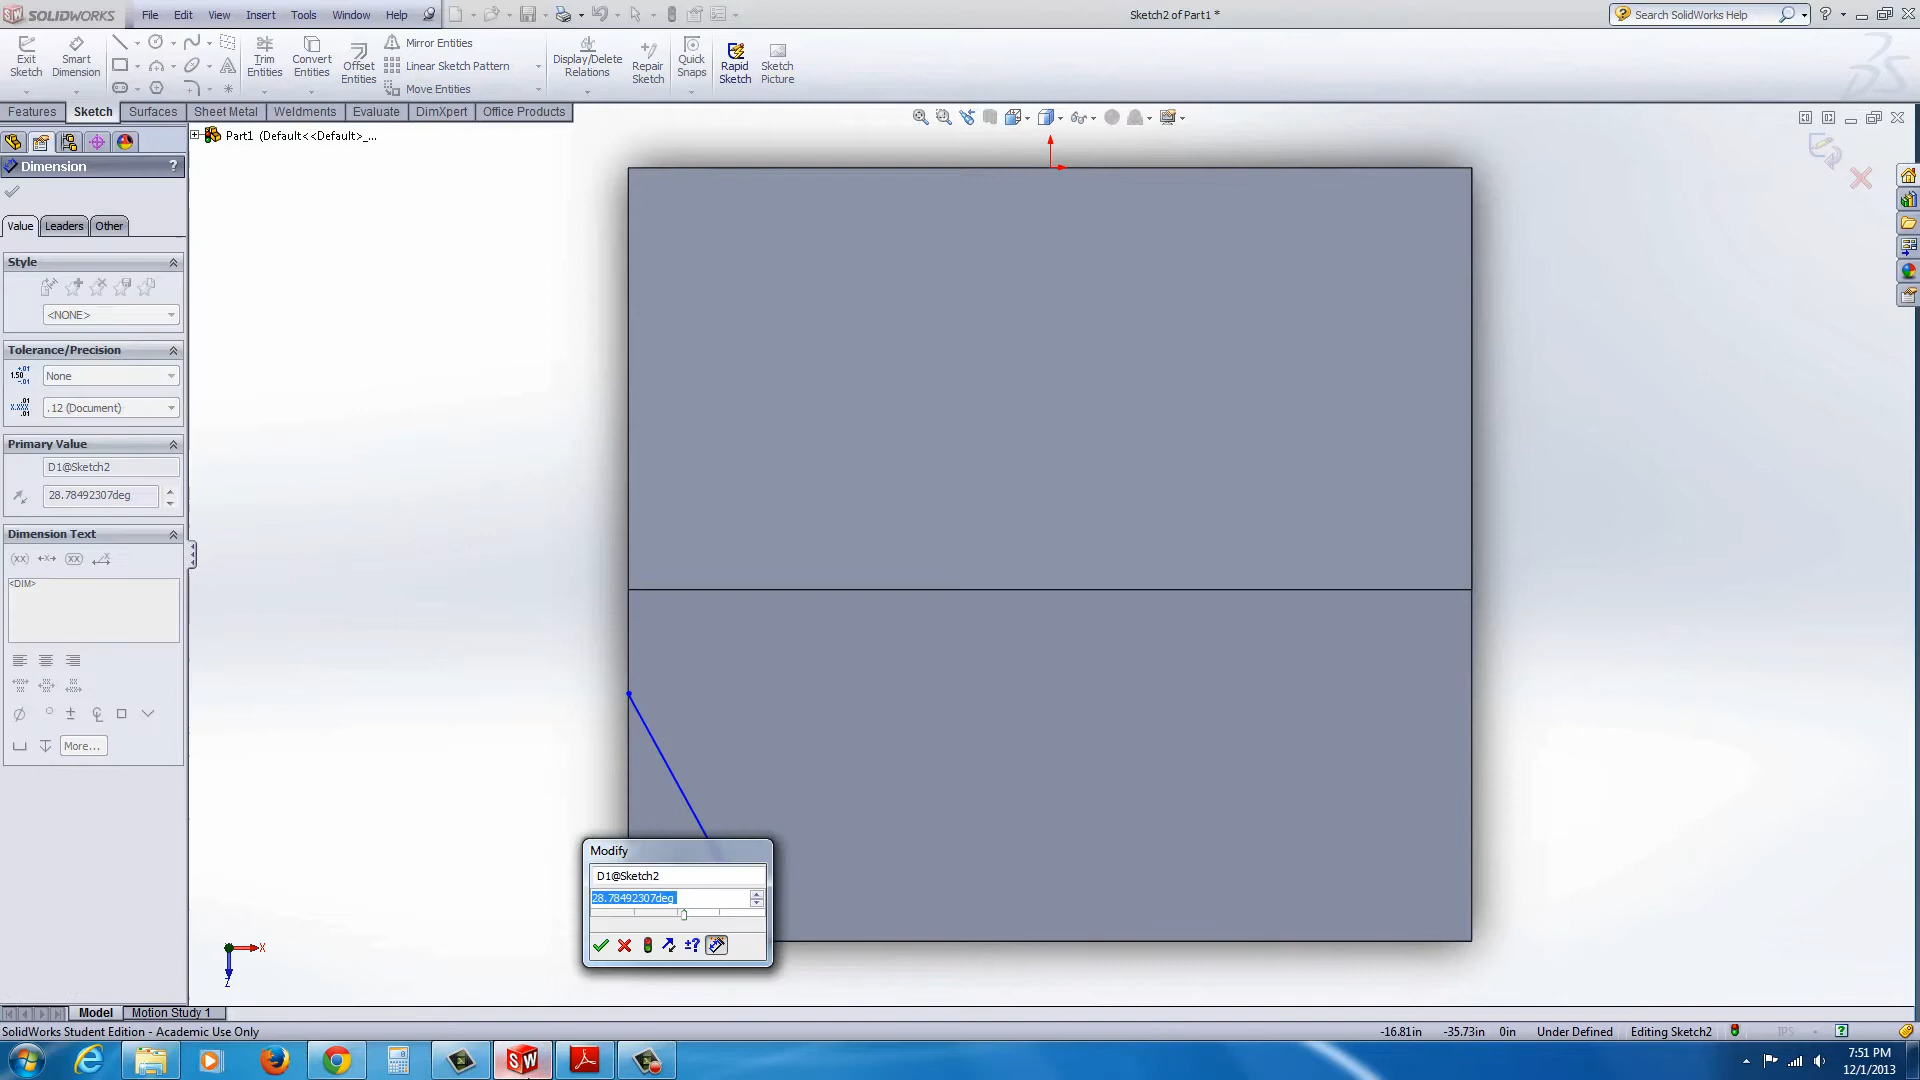 SOLIDWORKS File Edit View Insert Tools Window Help Sketch2 of Part1 * Search SolidWorks Help
Exit Sketch
Smart Dimension
Trim Entities
Convert Entities
Offset Entities
Mirror Entities
Linear Sketch Pattern
Move Entities
Display/Delete Relations
Repair Sketch
Quick Snaps
Rapid Sketch
Sketch Picture
Features Sketch Surfaces Sheet Metal Weldments Evaluate DimXpert Office Products
Part1 (Default<<Default>_...
Dimension ?
Value Leaders Other
Style
<NONE>
Tolerance/Precision
None
.12 (Document)
Primary Value
D1@Sketch2
28.78492307deg
Dimension Text
<DIM>
More...
Modify
D1@Sketch2
28.78492307deg
X
Z
Model Motion Study 1
SolidWorks Student Edition - Academic Use Only -16.81in -35.73in 0in Under Defined Editing Sketch2 IPS
7:51 PM
12/1/2013